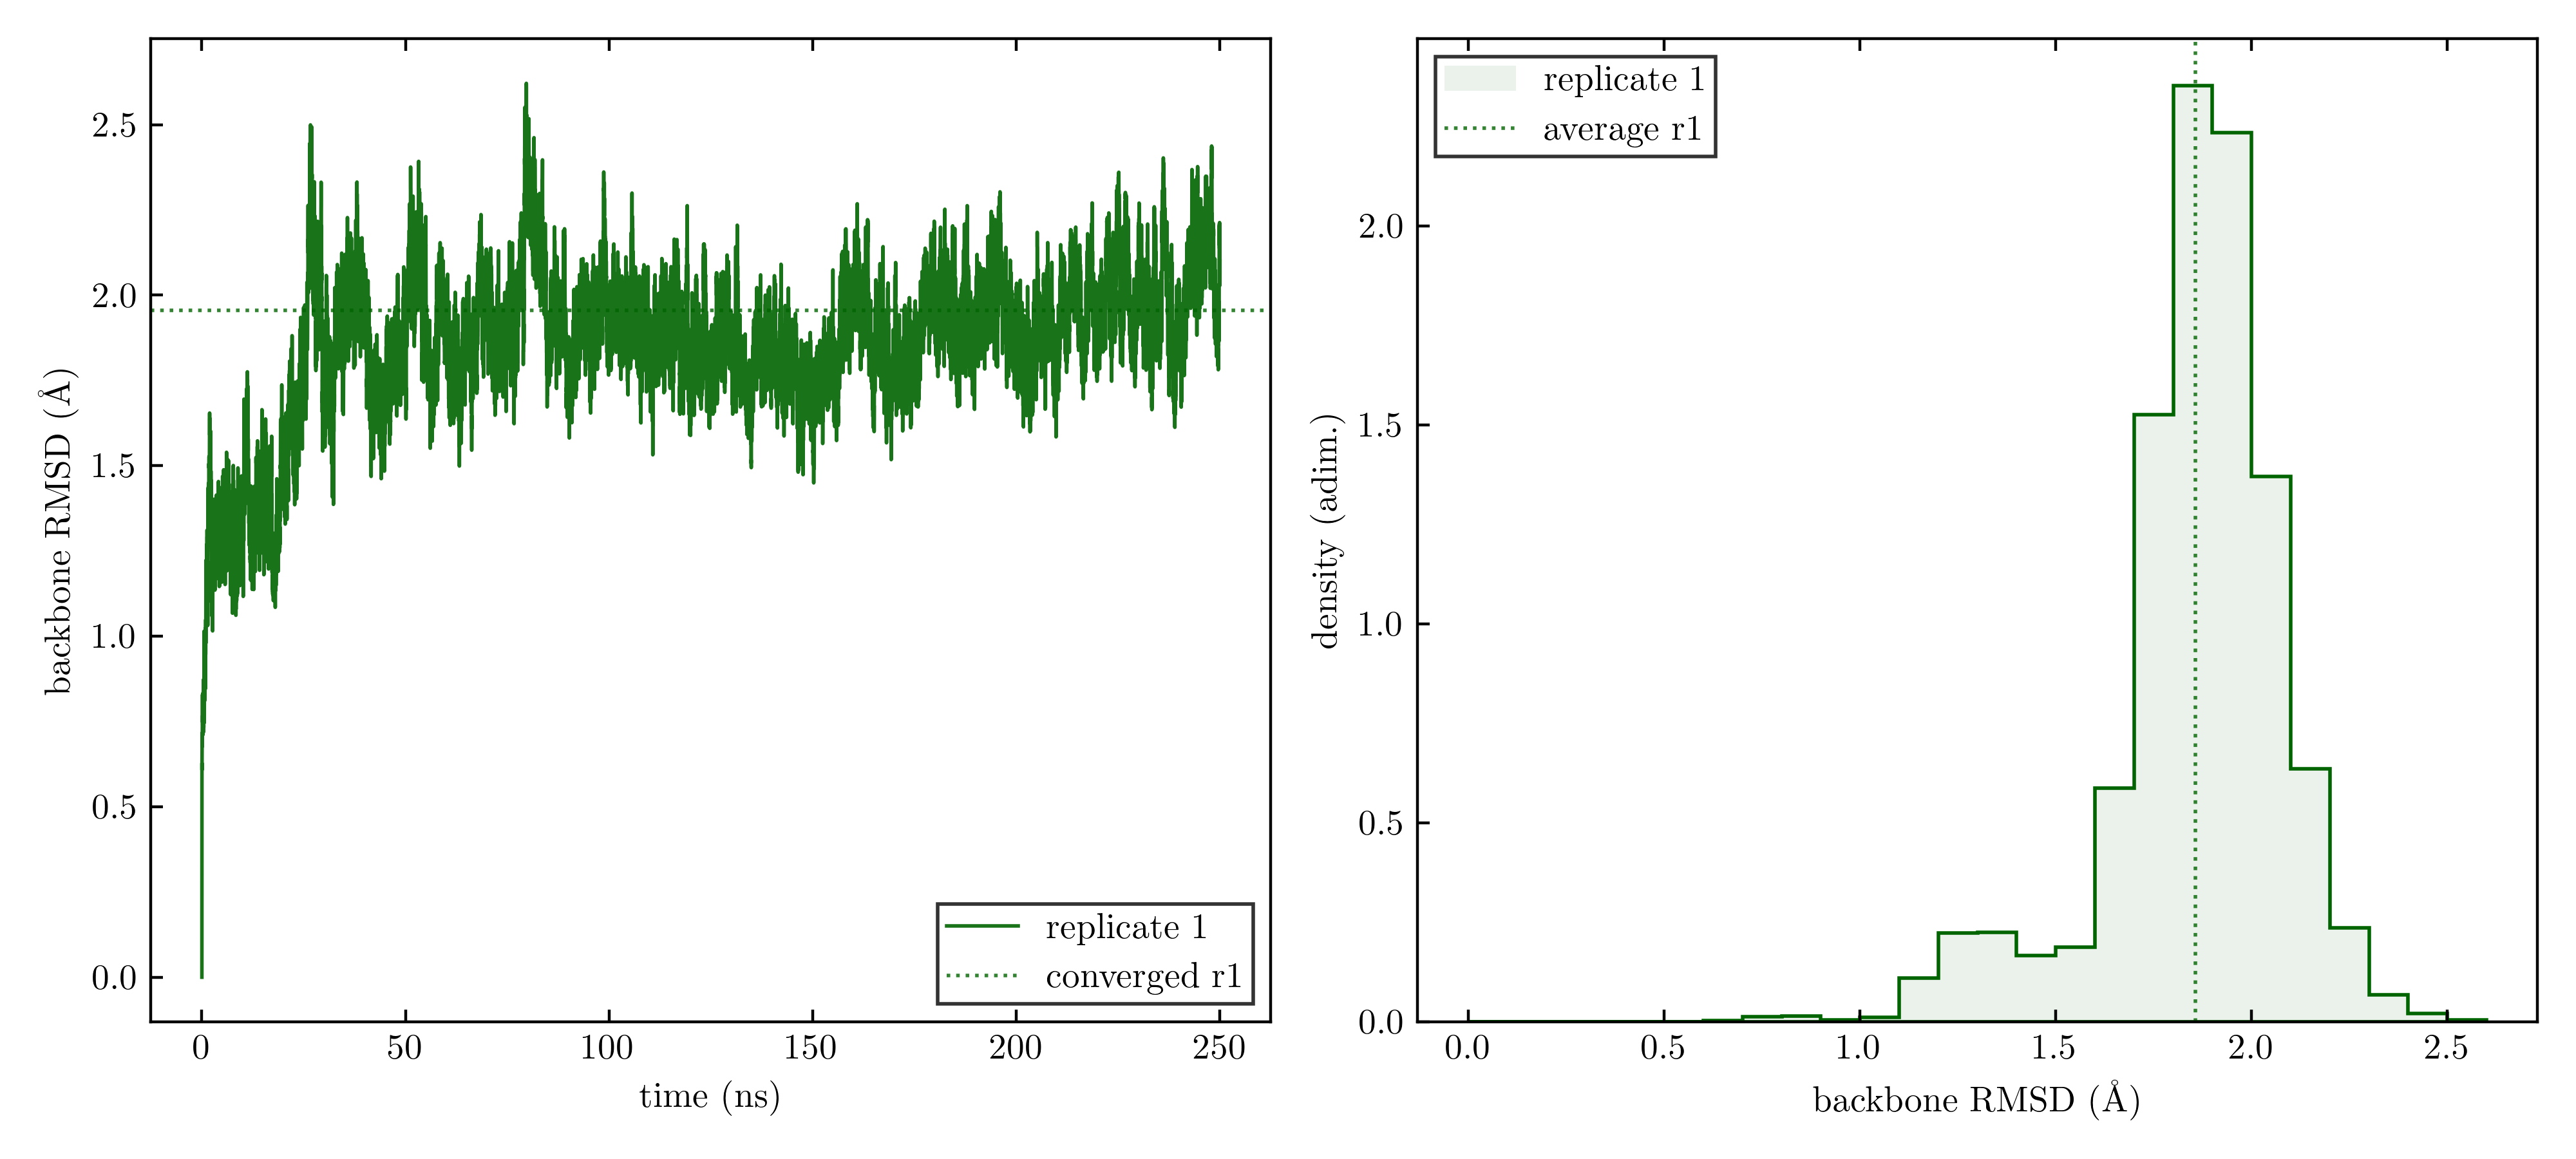 backbone RMSD (Å)
2.5
2.0
1.5
1.0
0.5
0.0
0 50 100 150 200 250
time (ns)
replicate 1
converged r1
density (adim.)
2.0
1.5
1.0
0.5
0.0
0.0 0.5 1.0 1.5 2.0 2.5
backbone RMSD (Å)
replicate 1
average r1